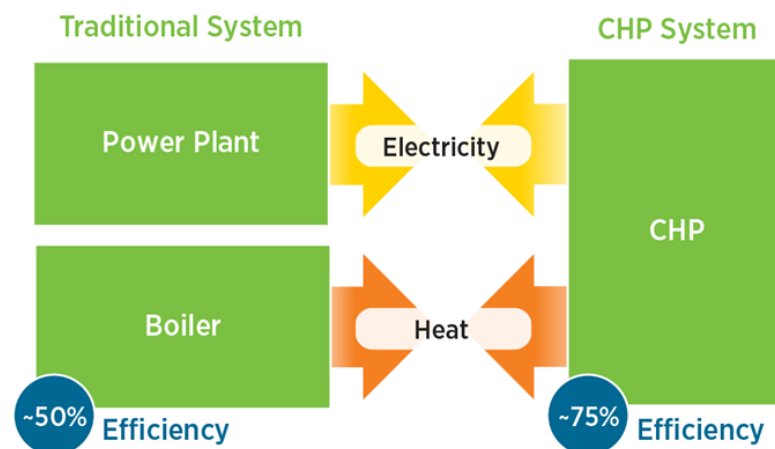 Traditional System
CHP System
Power Plant
Electricity
CHP
Boiler
Heat
~50%
Efficiency
~75%
Efficiency